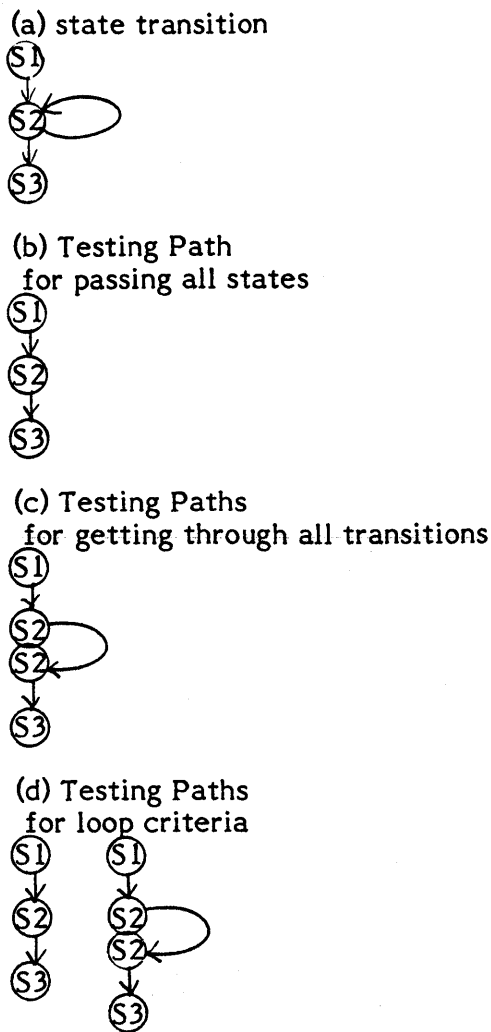 (a) state transition
S1
S2
S3
(b) Testing Path
for passing all states
S1
S2
S3
(c) Testing Paths
for getting through all transitions
S1
S2
S2
S3
(d) Testing Paths
for loop criteria
S1 S1
S2 S2
S2
S3
S3